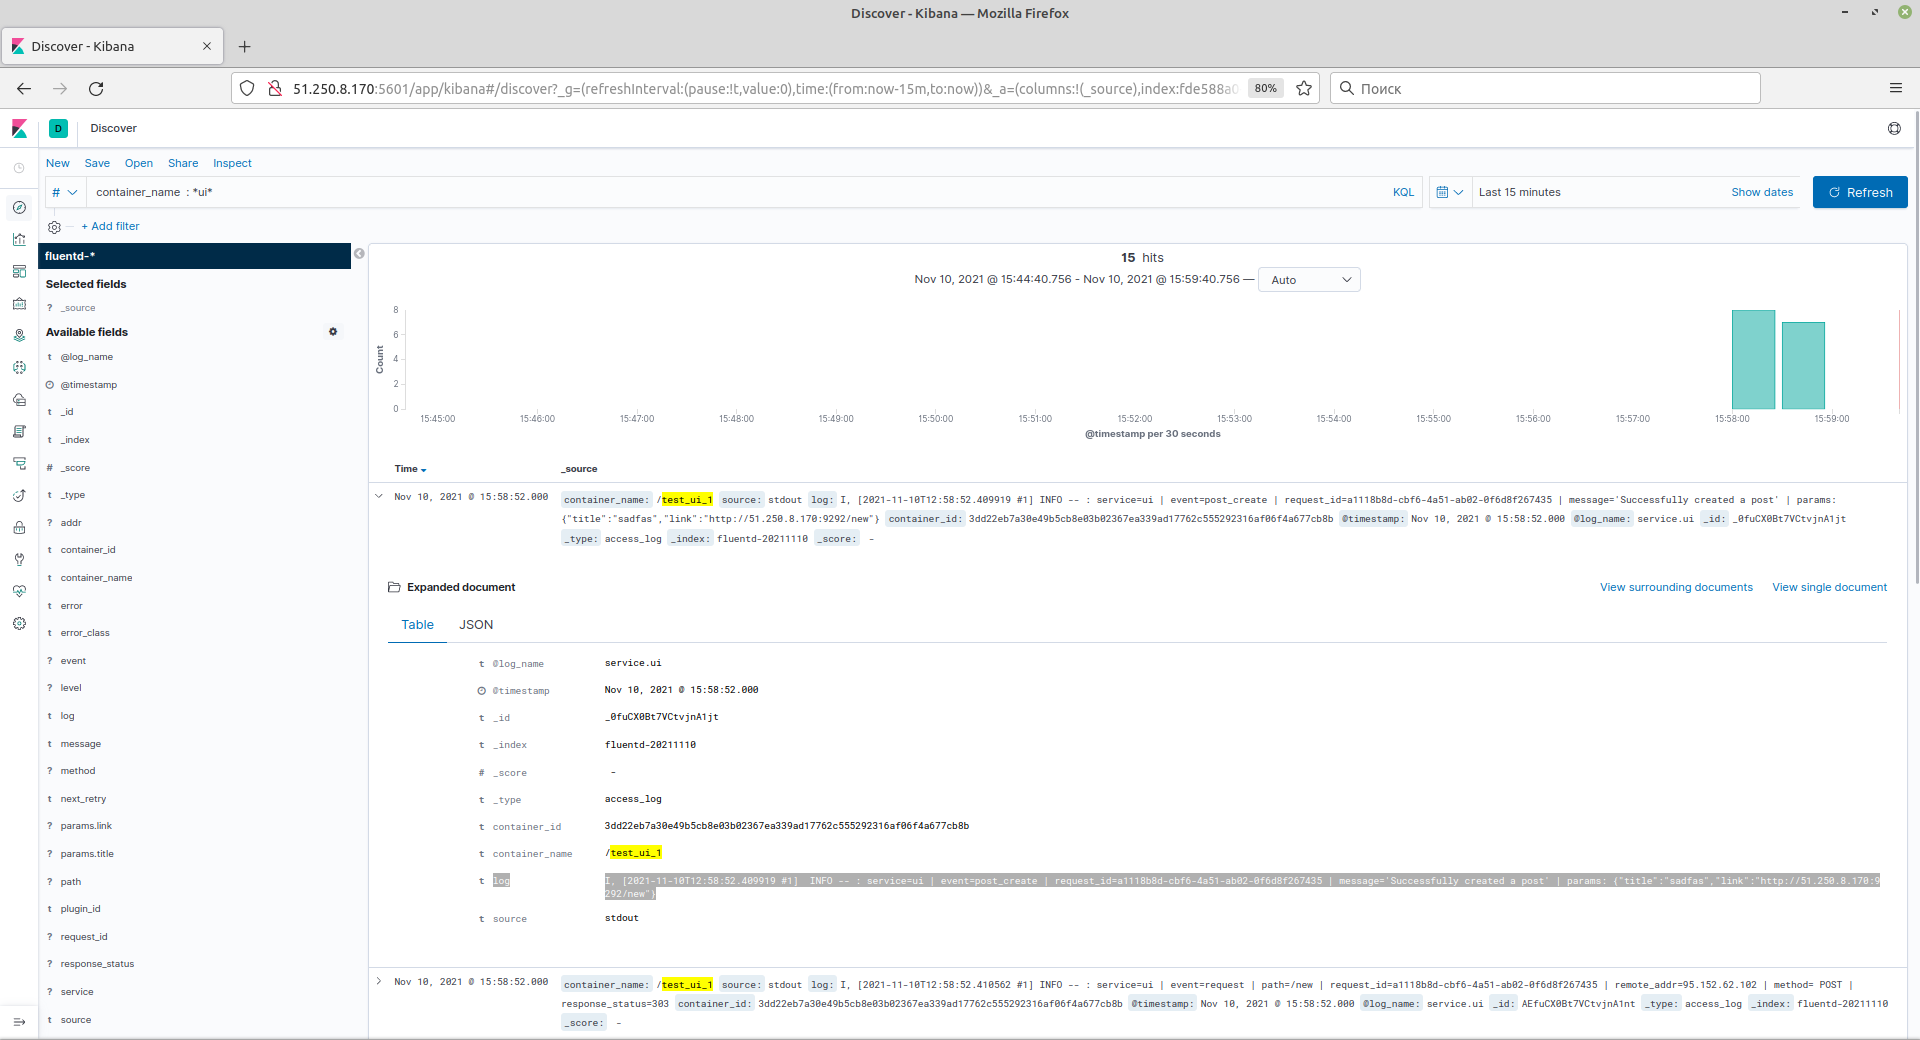 Discover - Kibana — Mozilla Firefox
Discover - Kibana
51.250.8.170:5601/app/kibana#/discover?_g=(refreshInterval:(pause:!t,value:0),time:(from:now-15m,to:now))&_a=(columns:!(_source),index:fde588a0
80%
Поиск
D
Discover
New Save Open Share Inspect
# container_name : *ui* KQL Last 15 minutes Show dates Refresh
+ Add filter
fluentd-*
Selected fields
? _source
Available fields
t @log_name
@timestamp
t _id
t _index
# _score
t _type
t addr
t container_id
t container_name
t error
t error_class
? event
? level
t log
t message
? method
? next_retry
? params.link
? params.title
? path
t plugin_id
? request_id
? response_status
? service
t source
15 hits
Nov 10, 2021 @ 15:44:40.756 - Nov 10, 2021 @ 15:59:40.756 — Auto
Count
8
6
4
2
0
15:45:00 15:46:00 15:47:00 15:48:00 15:49:00 15:50:00 15:51:00 15:52:00 15:53:00 15:54:00 15:55:00 15:56:00 15:57:00 15:58:00 15:59:00
@timestamp per 30 seconds
Time _source
Nov 10, 2021 @ 15:58:52.000 container_name: /test_ui_1 source: stdout log: I, [2021-11-10T12:58:52.409919 #1] INFO -- : service=ui | event=post_create | request_id=a1118b8d-cbf6-4a51-ab02-0f6d8f267435 | message='Successfully created a post' | params:
{"title":"sadfas","link":"http://51.250.8.170:9292/new"} container_id: 3dd22eb7a30e49b5cb8e03b02367ea339ad17762c555292316af06f4a677cb8b @timestamp: Nov 10, 2021 @ 15:58:52.000 @log_name: service.ui _id: _0fuCX0Bt7VCtvjnA1jt
_type: access_log _index: fluentd-20211110 _score: -
Expanded document View surrounding documents View single document
Table JSON
t @log_name service.ui
@timestamp Nov 10, 2021 @ 15:58:52.000
t _id _0fuCX0Bt7VCtvjnA1jt
t _index fluentd-20211110
# _score -
t _type access_log
t container_id 3dd22eb7a30e49b5cb8e03b02367ea339ad17762c555292316af06f4a677cb8b
t container_name /test_ui_1
t log I, [2021-11-10T12:58:52.409919 #1]  INFO -- : service=ui | event=post_create | request_id=a1118b8d-cbf6-4a51-ab02-0f6d8f267435 | message='Successfully created a post' | params: {"title":"sadfas","link":"http://51.250.8.170:9
292/new"}
t source stdout
Nov 10, 2021 @ 15:58:52.000 container_name: /test_ui_1 source: stdout log: I, [2021-11-10T12:58:52.410562 #1] INFO -- : service=ui | event=request | path=/new | request_id=a1118b8d-cbf6-4a51-ab02-0f6d8f267435 | remote_addr=95.152.62.102 | method= POST |
response_status=303 container_id: 3dd22eb7a30e49b5cb8e03b02367ea339ad17762c555292316af06f4a677cb8b @timestamp: Nov 10, 2021 @ 15:58:52.000 @log_name: service.ui _id: AEfuCX0Bt7VCtvjnA1nt _type: access_log _index: fluentd-20211110
_score: -